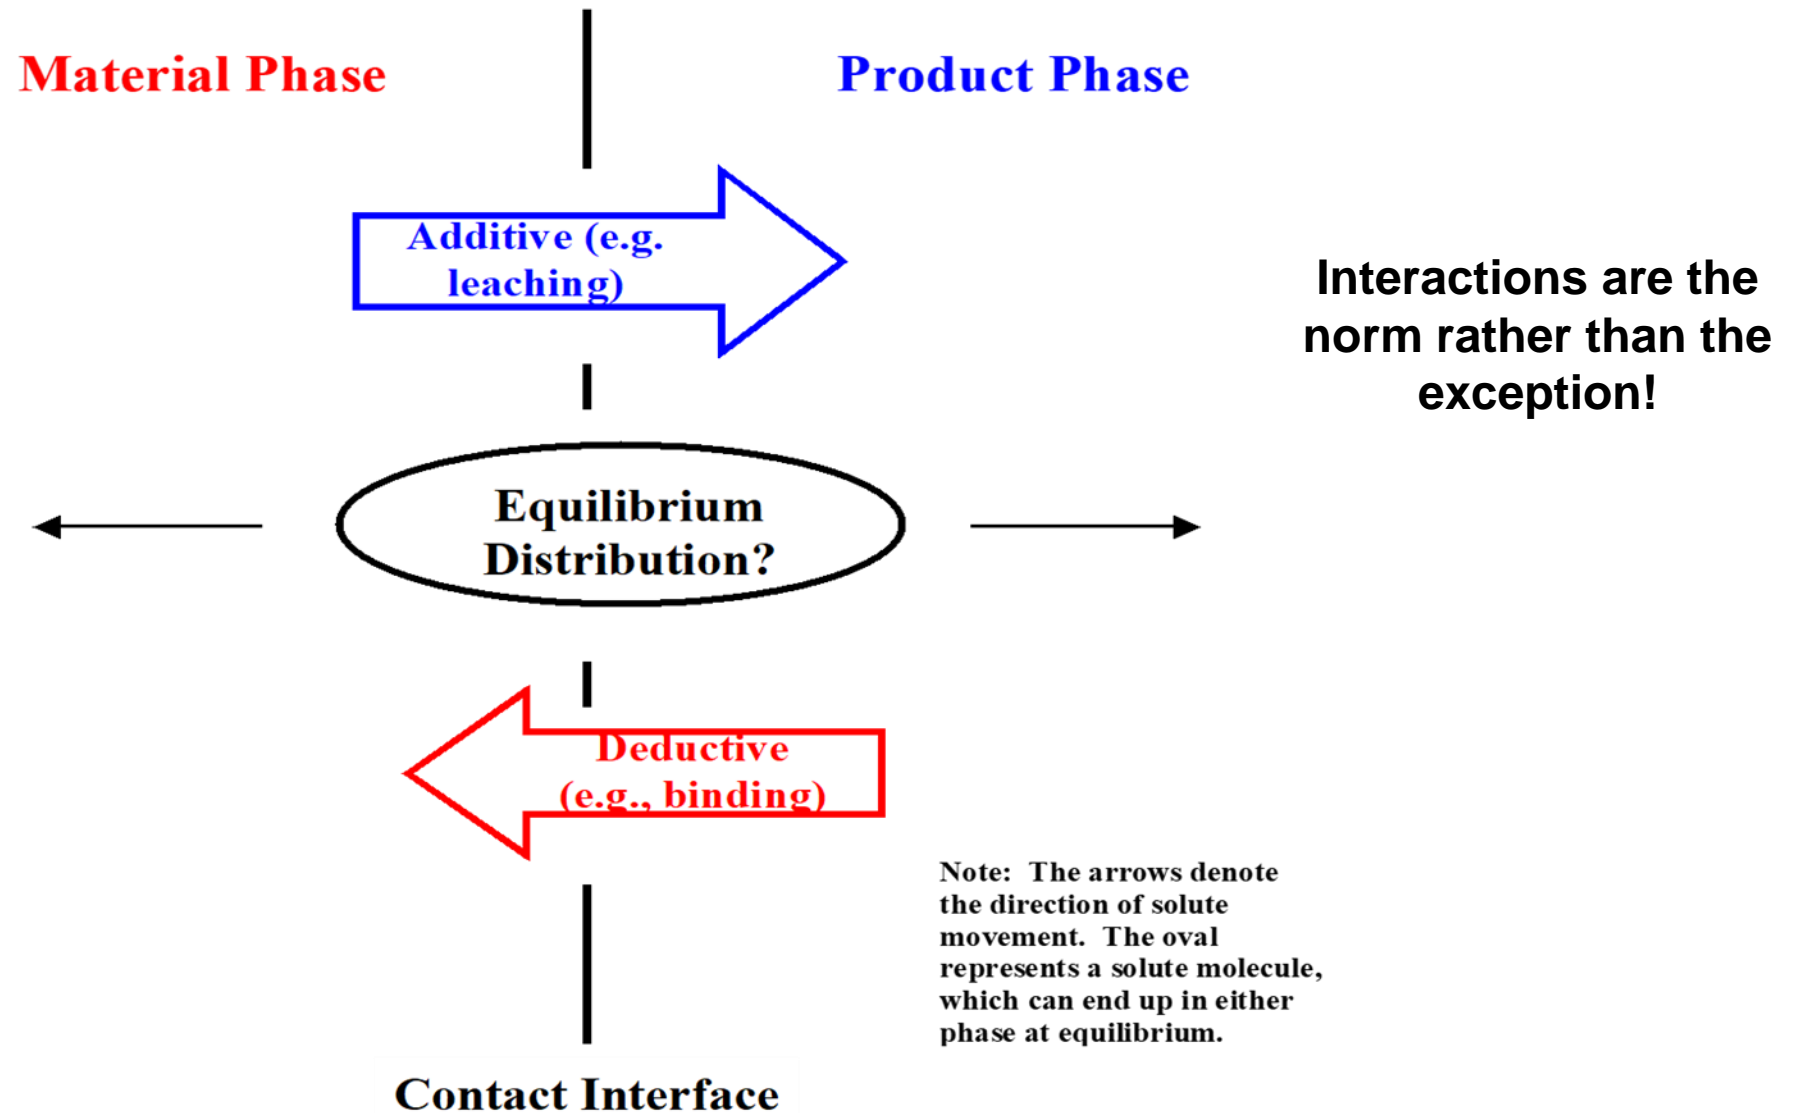 Material Phase
Product Phase
Additive (e.g.
leaching)
Interactions are the
norm rather than the
exception!
Equilibrium
Distribution?
Deductive
(e.g., binding)
Note: The arrows denote
the direction of solute
movement. The oval
represents a solute molecule,
which can end up in either
phase at equilibrium.
Contact Interface